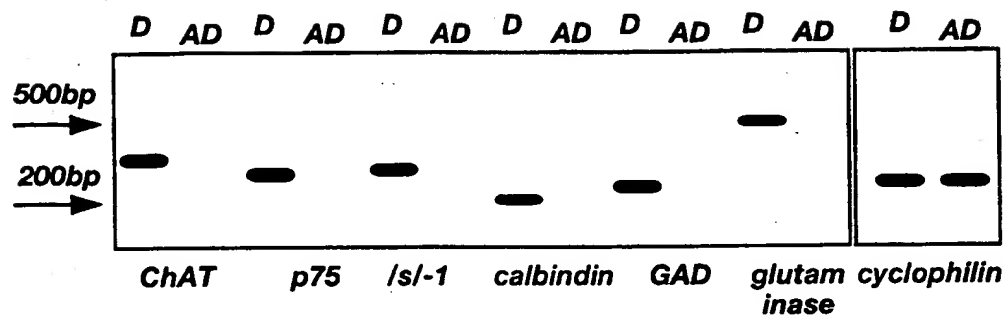 D AD D AD D AD D AD D AD D AD D AD
500bp
200bp
ChAT p75 /s/-1 calbindin GAD glutam cyclophilin
inase